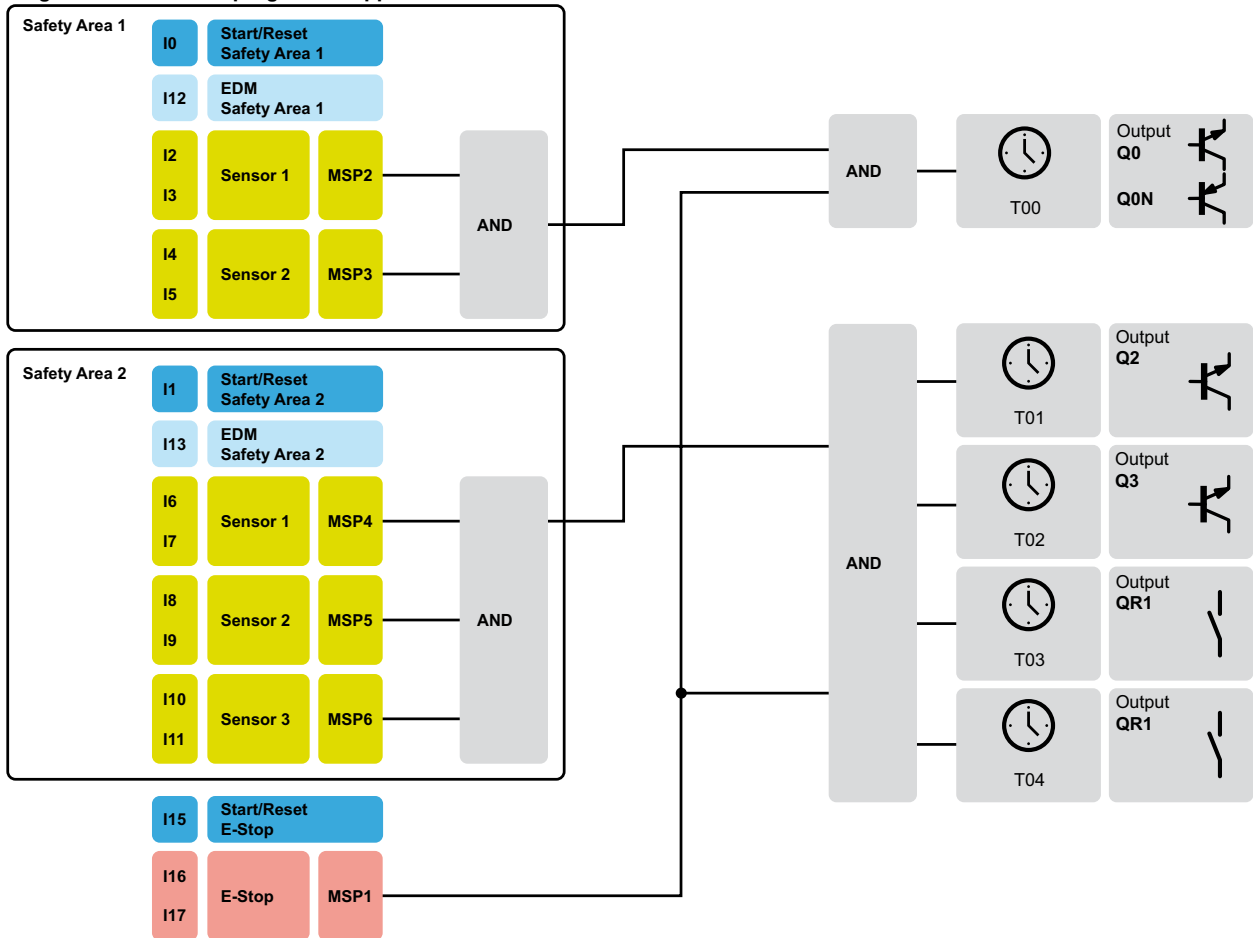 Safety Area 1
I0
Start/Reset
Safety Area 1
I12
EDM
Safety Area 1
I2
I3
Sensor 1
MSP2
I4
I5
Sensor 2
MSP3
AND
Safety Area 2
I1
Start/Reset
Safety Area 2
I13
EDM
Safety Area 2
I6
I7
Sensor 1
MSP4
I8
I9
Sensor 2
MSP5
I10
I11
Sensor 3
MSP6
AND
I15
Start/Reset
E-Stop
I16
I17
E-Stop
MSP1
AND
T00
Output
Q0
Q0N
AND
T01
Output
Q2
T02
Output
Q3
T03
Output
QR1
T04
Output
QR1